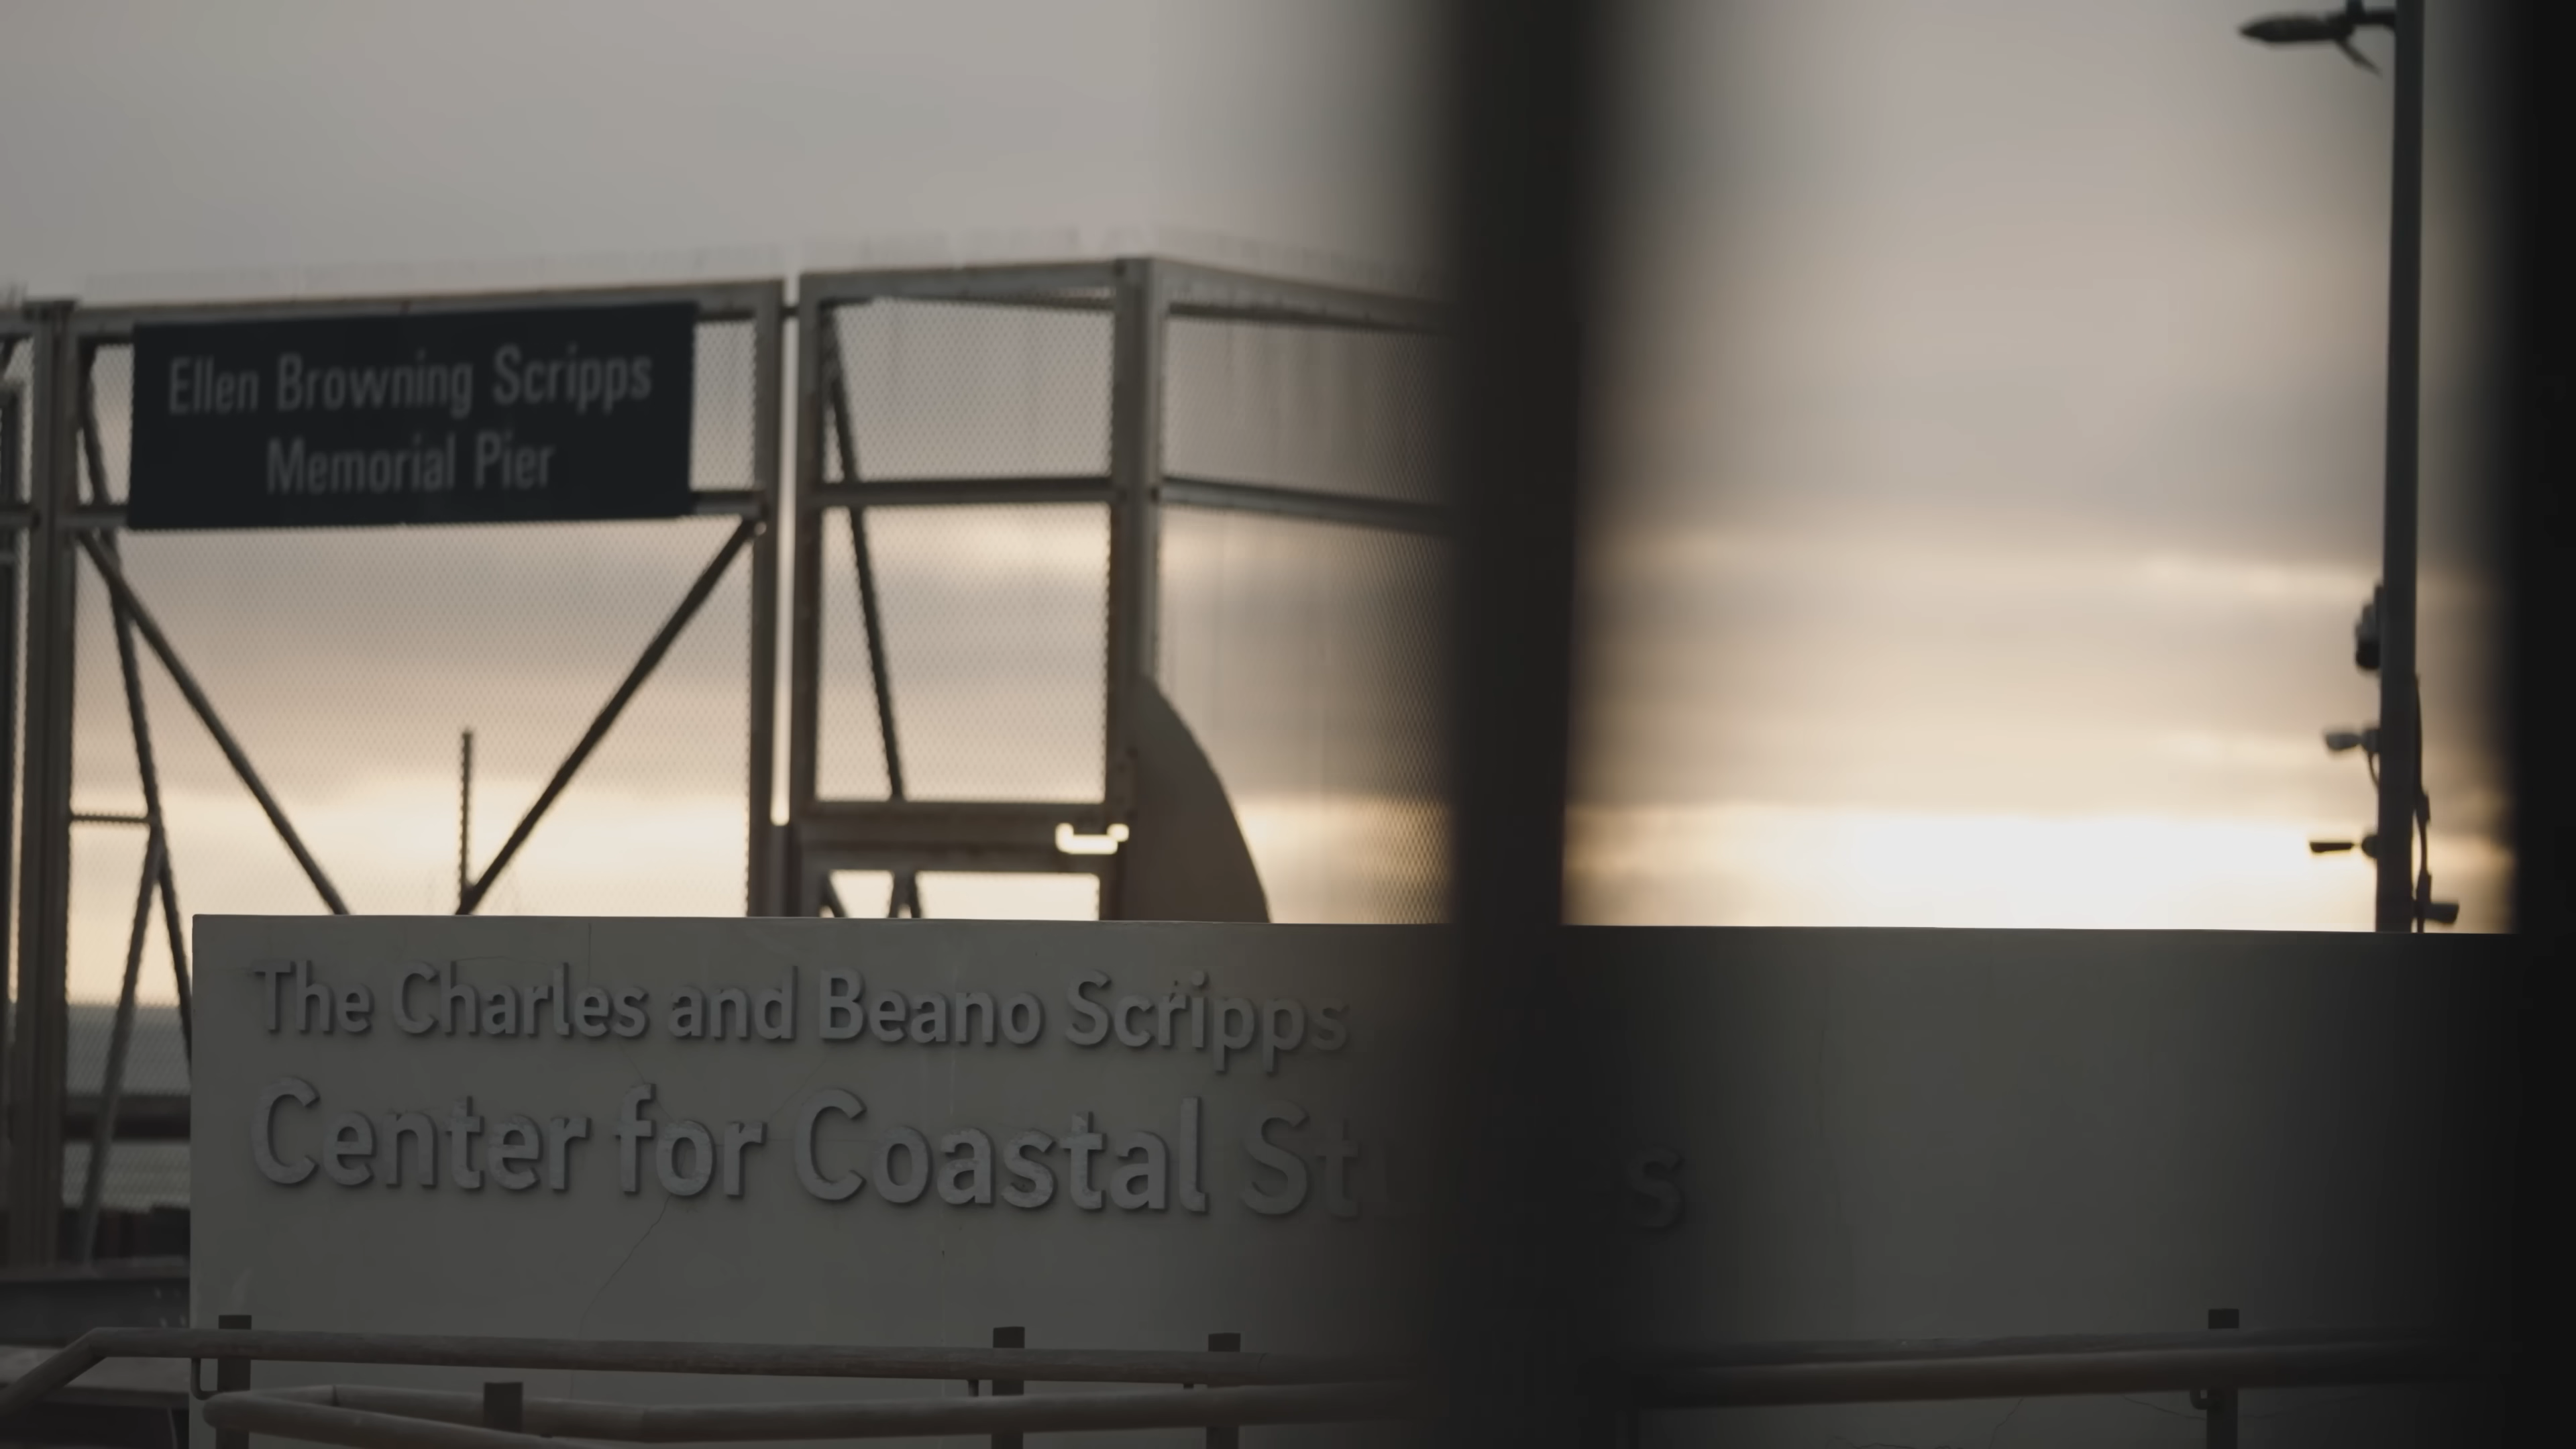 Ellen Browning Scripps
Memorial Pier
The Charles and Beano Scripps
Center for Coastal